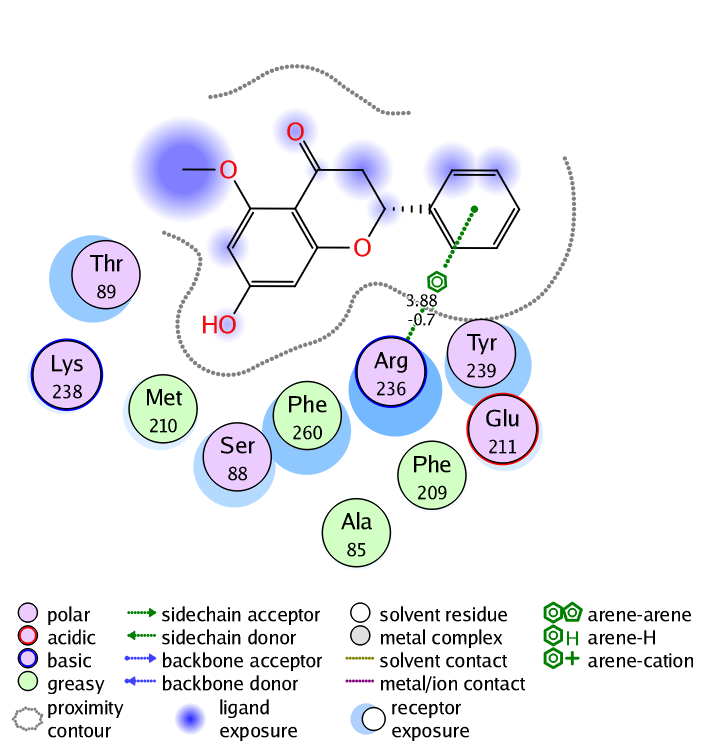 O
O
O
HO
3.88
-0.7
Thr
89
Lys
238
Met
210
Ser
88
Phe
260
Arg
236
Tyr
239
Glu
211
Phe
209
Ala
85
polar
acidic
basic
greasy
proximity
contour
sidechain acceptor
sidechain donor
backbone acceptor
backbone donor
ligand
exposure
solvent residue
metal complex
solvent contact
metal/ion contact
receptor
exposure
arene-arene
H arene-H
+ arene-cation